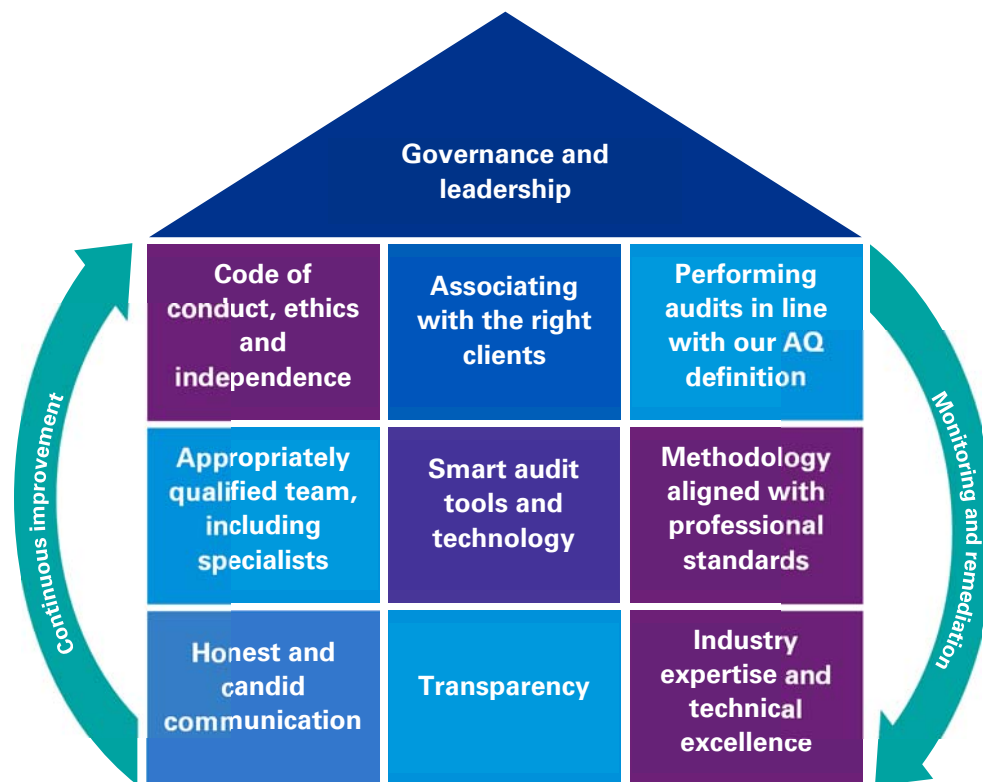 Governance and
leadership
Code of
conduct, ethics
and
independence
Associating
with the right
clients
Performing
audits in line
with our AQ
definition
Appropriately
qualified team,
including
specialists
Smart audit
tools and
technology
Methodology
aligned with
professional
standards
Honest and
candid
communication
Transparency
Industry
expertise and
technical
excellence
Continuous improvement
Monitoring and remediation